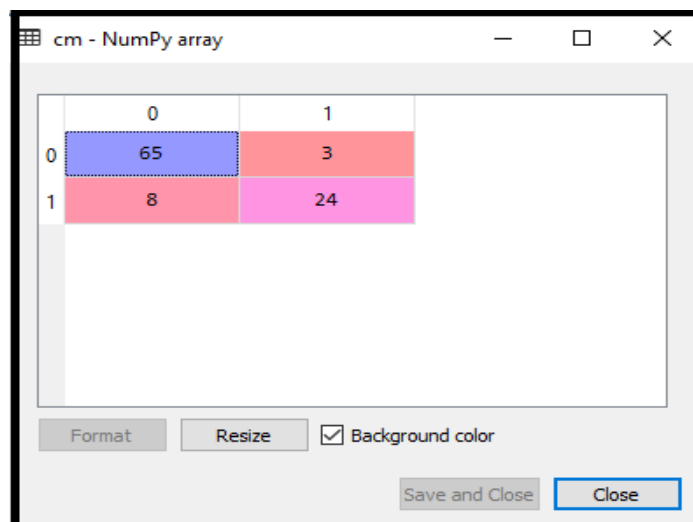 cm - NumPy array
0 1
0 65 3
1 8 24
Format Resize Background color
Save and Close Close